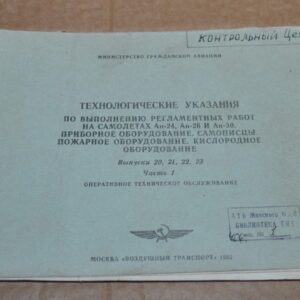 КОНТРОЛЬНЫЙ
МИНИСТЕРСТВО ГРАЖДАНСКОЙ АВИАЦИИ
ТЕХНОЛОГИЧЕСКИЕ УКАЗАНИЯ
ПО ВЫПОЛНЕНИЮ РЕГЛАМЕНТНЫХ РАБОТ
НА САМОЛЕТАХ Ан-24, Ан-26 И Ан-30.
ПРИБОРНОЕ ОБОРУДОВАНИЕ, САМОПИСЦЫ,
ПОЖАРНОЕ ОБОРУДОВАНИЕ, КИСЛОРОДНОЕ
ОБОРУДОВАНИЕ
Выпуски 20, 21, 22, 23
Часть 1
ОПЕРАТИВНОЕ ТЕХНИЧЕСКОЕ ОБСЛУЖИВАНИЕ
БИБЛИОТЕКА
МОСКВА «ВОЗДУШНЫЙ ТРАНСПОРТ»